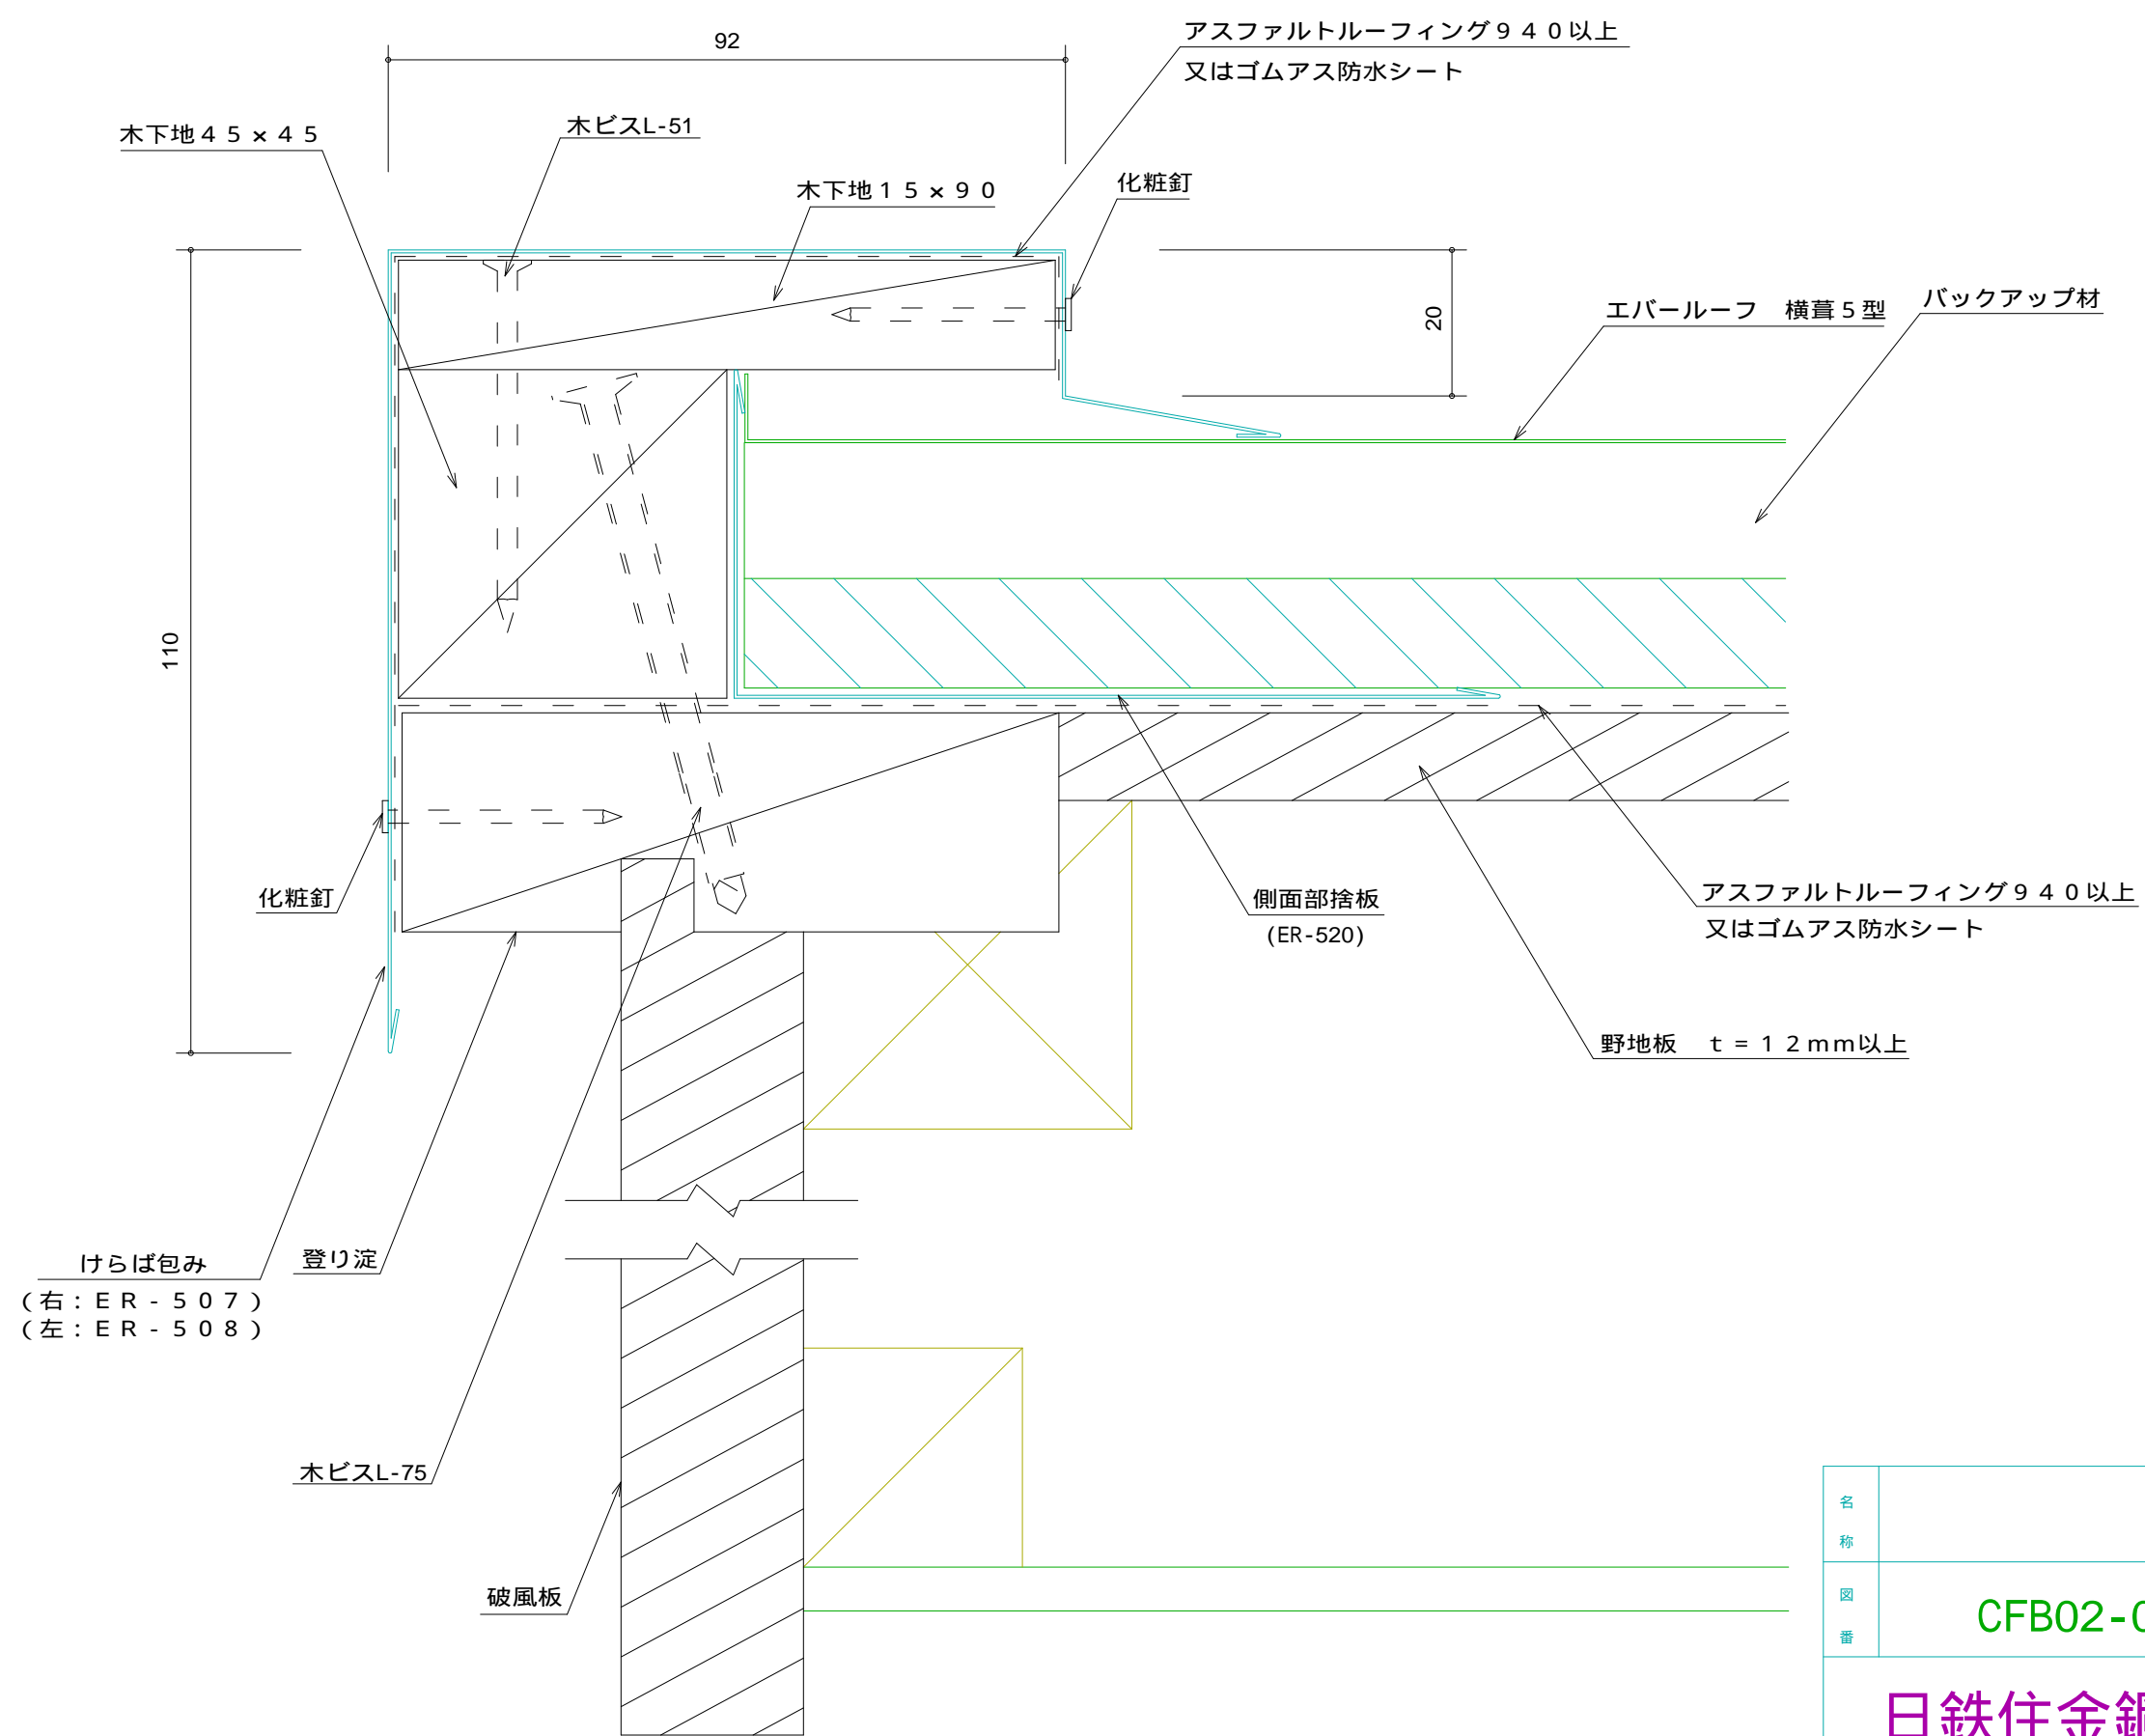 92
アスファルトルーフィング９４０以上
又はゴムアス防水シート
木下地４５×４５
木ビスL-51
木下地１５×９０
化粧釘
20
エバールーフ　横葺５型
バックアップ材
110
化粧釘
側面部捨板
(ER-520)
アスファルトルーフィング９４０以上
又はゴムアス防水シート
野地板　ｔ＝１２ｍｍ以上
けらば包み
（右：ＥＲ－５０７）
（左：ＥＲ－５０８）
登り淀
木ビスL-75
破風板
名称
図番
CFB02-0
日鉄住金鋼